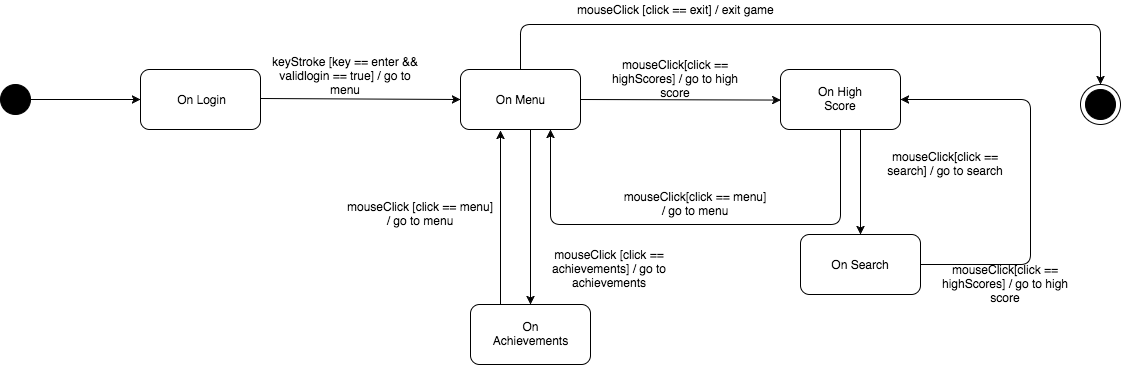 mouseClick [click == exit] / exit game
keyStroke [key == enter &&
validlogin == true] / go to
menu
mouseClick[click ==
highScores] / go to high
score
On Login
On Menu
On High
Score
mouseClick[click ==
search] / go to search
mouseClick [click == menu]
/ go to menu
mouseClick[click == menu]
/ go to menu
mouseClick [click ==
achievements] / go to
achievements
On Search
mouseClick[click ==
highScores] / go to high
score
On
Achievements